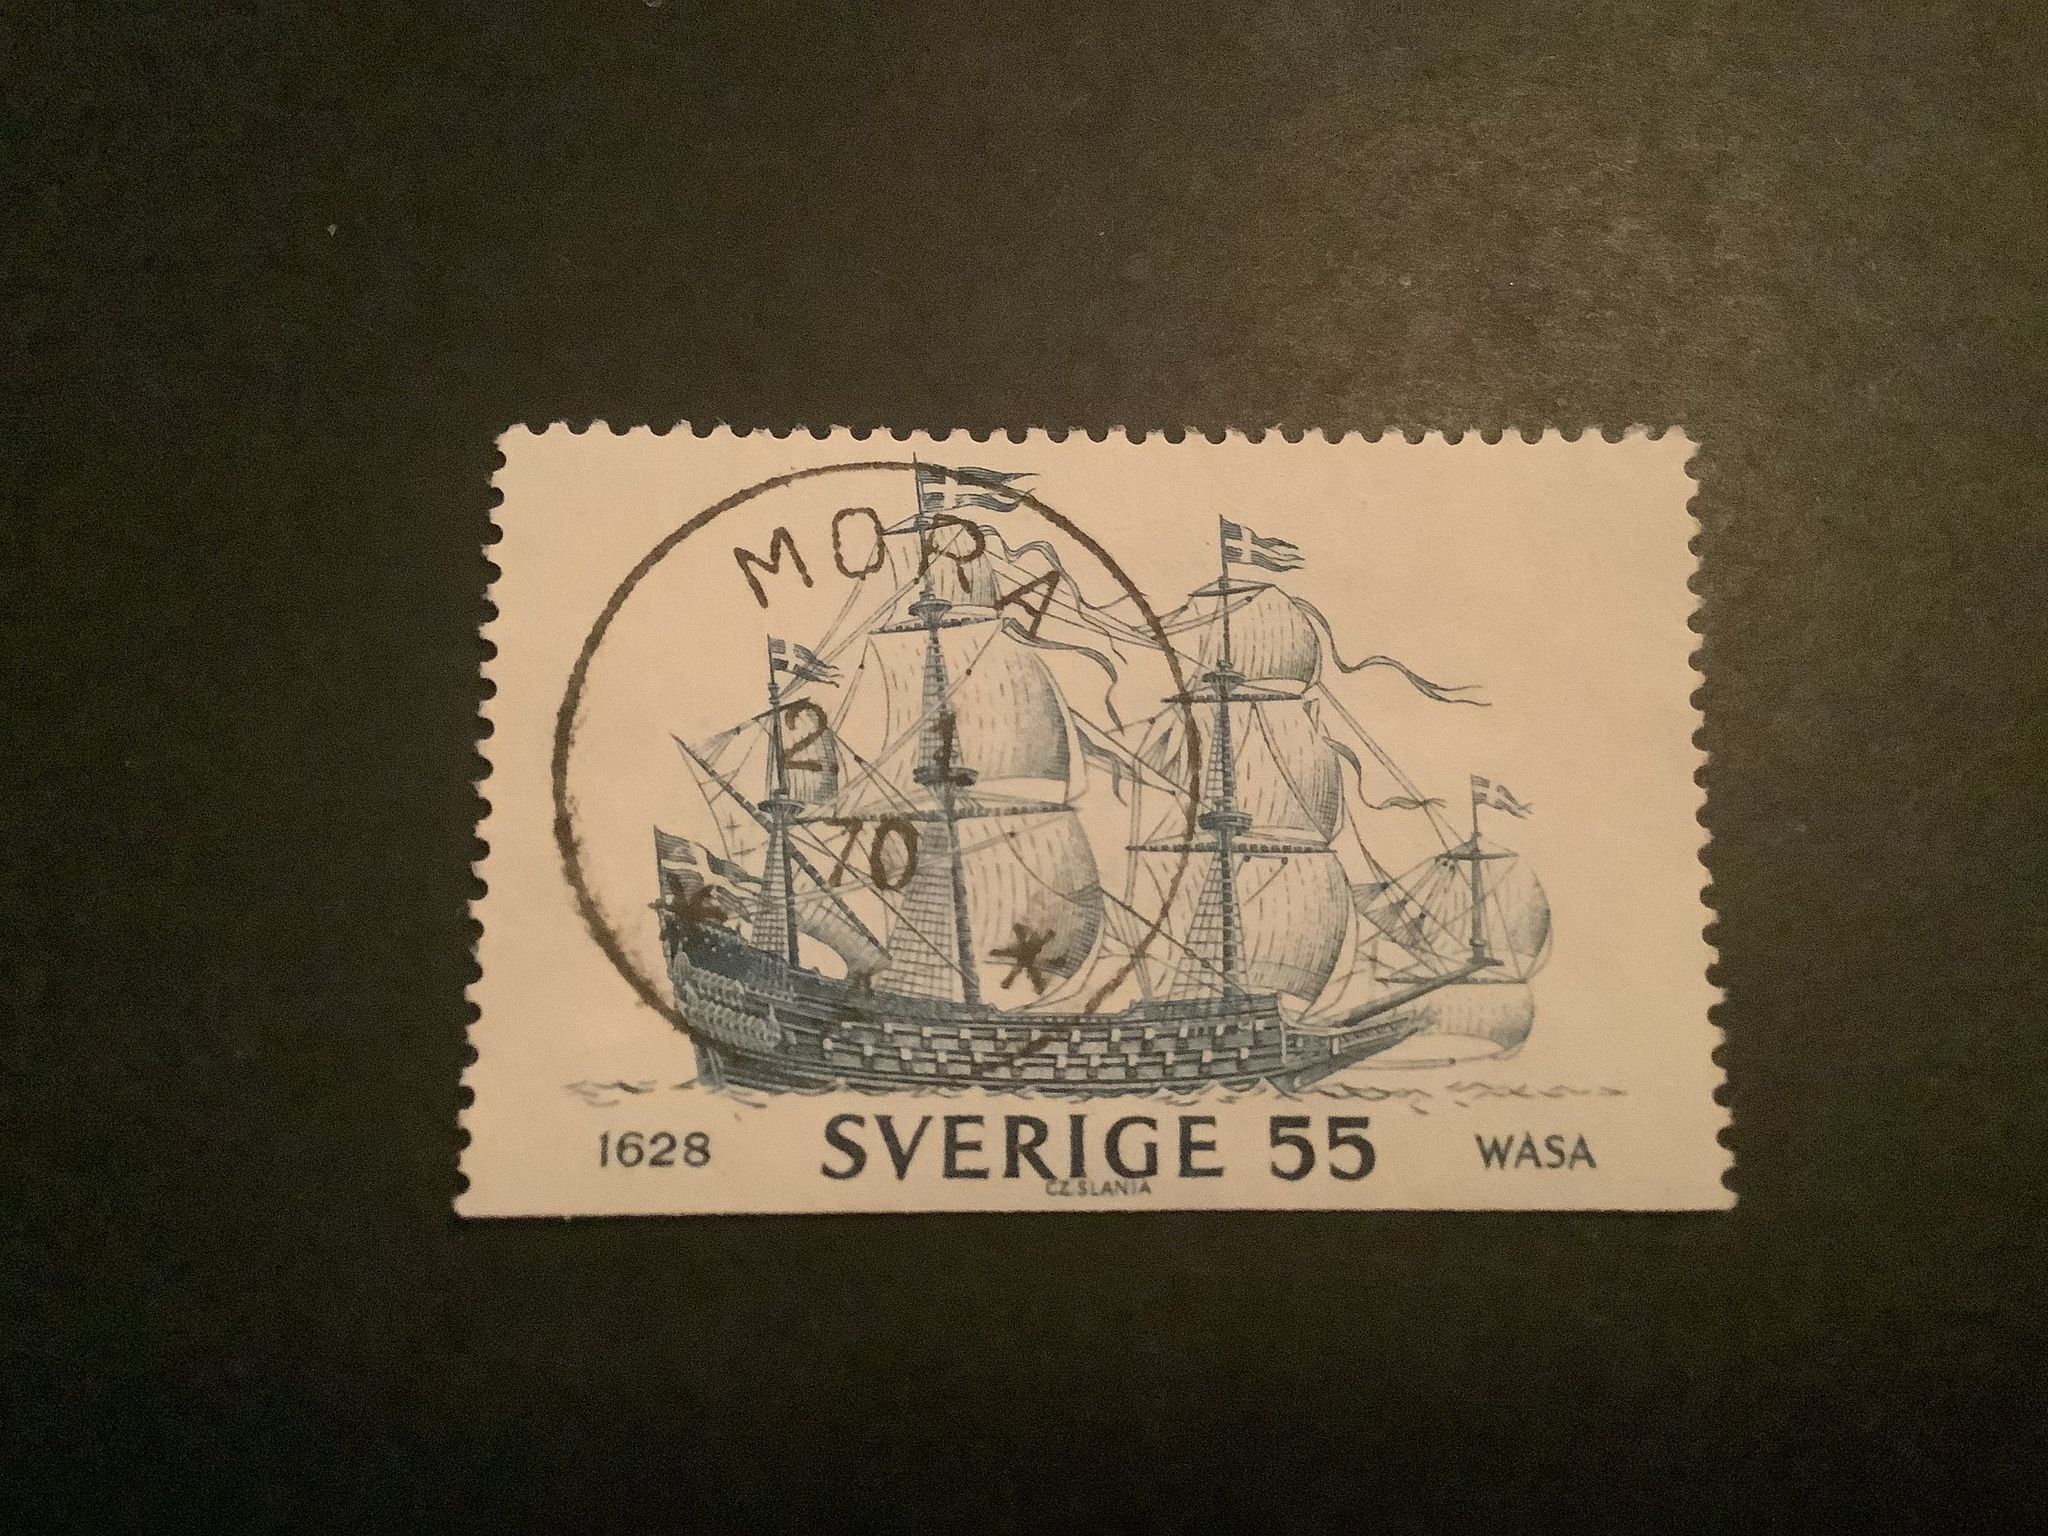 MORA
2 1
70
* *
1628 SVERIGE 55 WASA
CZ.SLANIA